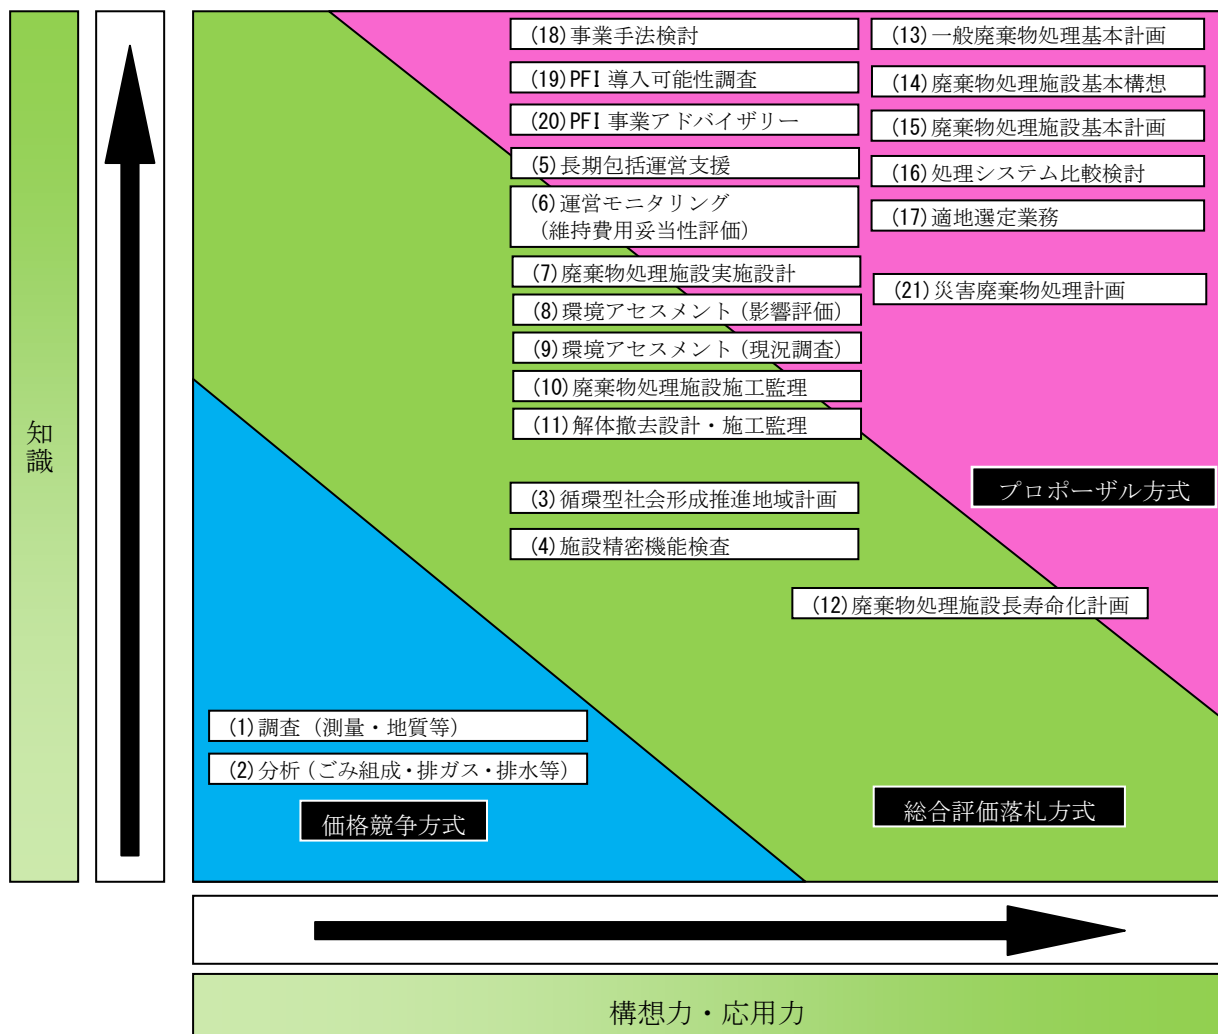 (18)事業手法検討
(13)一般廃棄物処理基本計画
(19)PFI 導入可能性調査
(14)廃棄物処理施設基本構想
(20)PFI 事業アドバイザリー
(15)廃棄物処理施設基本計画
(5)長期包括運営支援
(16)処理システム比較検討
(6)運営モニタリング
(維持費用妥当性評価)
(17)適地選定業務
(7)廃棄物処理施設実施設計
(21)災害廃棄物処理計画
(8)環境アセスメント(影響評価)
(9)環境アセスメント(現況調査)
(10)廃棄物処理施設施工監理
(11)解体撤去設計・施工監理
知識
プロポーザル方式
(3)循環型社会形成推進地域計画
(4)施設精密機能検査
(12)廃棄物処理施設長寿命化計画
(1)調査（測量・地質等）
(2)分析(ごみ組成・排ガス・排水等)
価格競争方式
総合評価落札方式
構想力・応用力